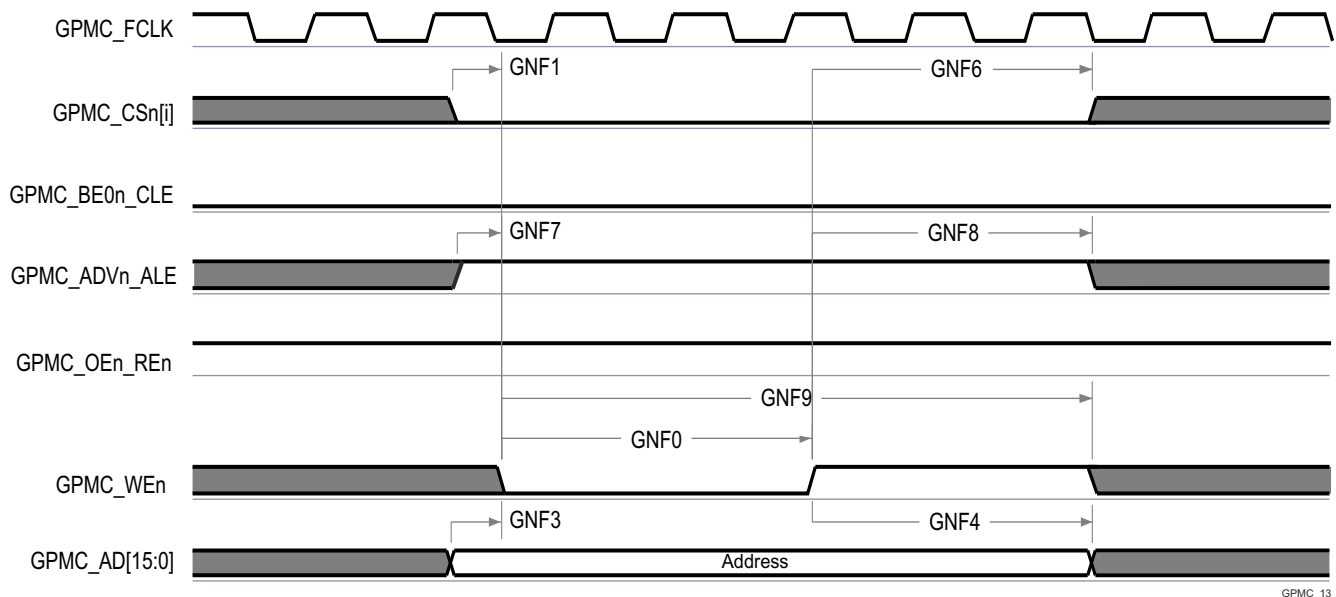 GPMC_FCLK
GNF1
GNF6
GPMC_CSn[i]
GPMC_BE0n_CLE
GNF7
GNF8
GPMC_ADVn_ALE
GPMC_OEn_REn
GNF9
GNF0
GPMC_WEn
GNF3
GNF4
GPMC_AD[15:0]
Address
GPMC_13